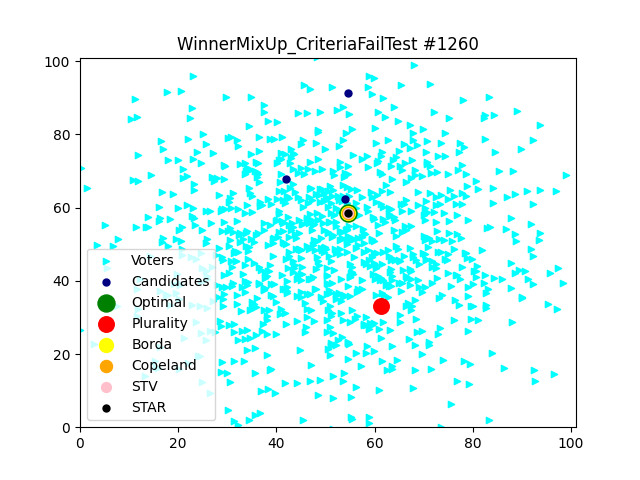 WinnerMixUp_CriteriaFailTest #1260
100
80
60
40
20
0
Voters
Candidates
Optimal
Plurality
Borda
Copeland
STV
STAR
0 20 40 60 80 100